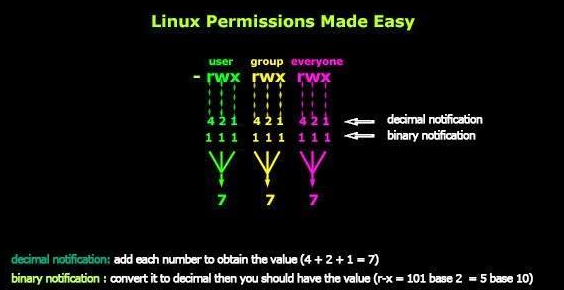 Linux Permissions Made Easy
user group everyone
- rwx rwx rwx
4 2 1 4 2 1 4 2 1 decimal notification
1 1 1 1 1 1 1 1 1 binary notification
7 7 7
decimal notification: add each number to obtain the value (4 + 2 + 1 = 7)
binary notification : convert it to decimal then you should have the value (r-x = 101 base 2 = 5 base 10)